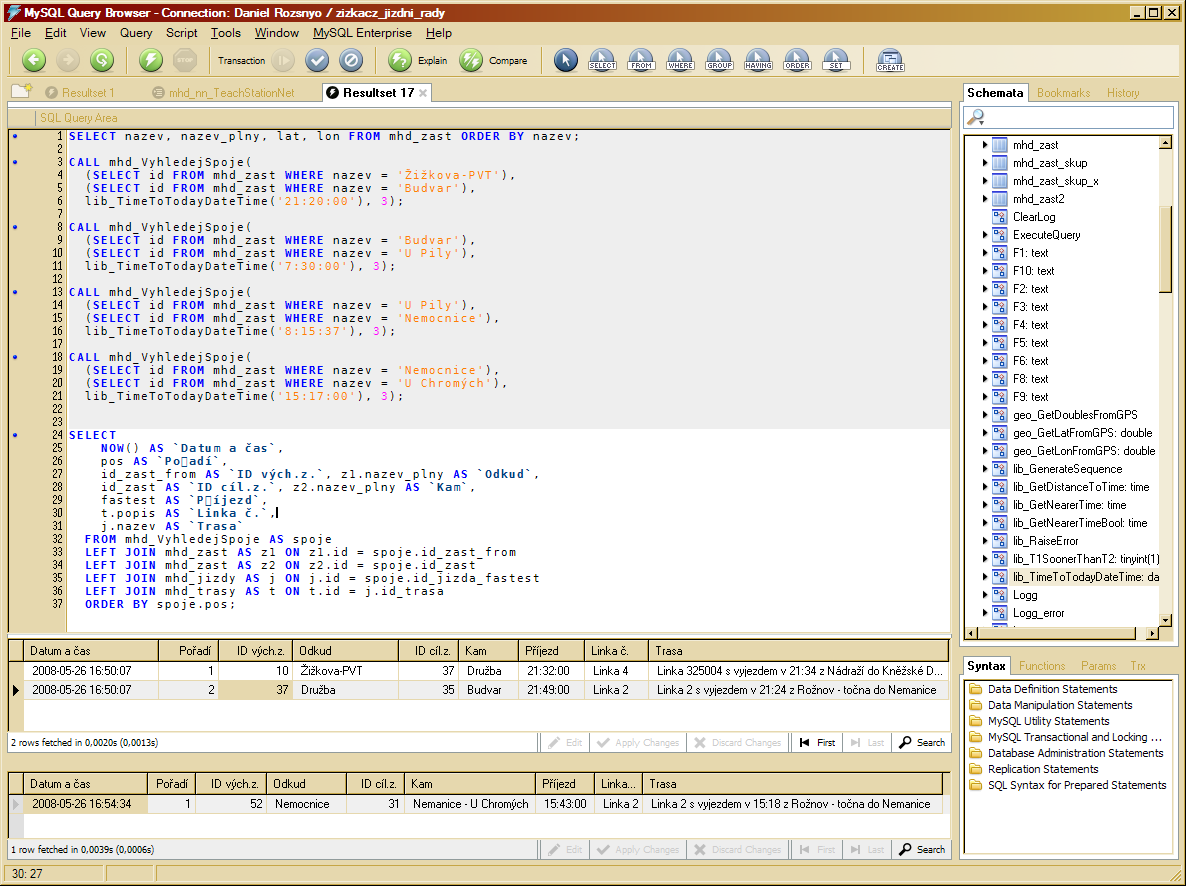 MySQL Query Browser - Connection: Daniel Rozsnyo / zizkacz_jizdni_rady
File Edit View Query Script Tools Window MySQL Enterprise Help
Transaction Explain Compare SELECT FROM WHERE GROUP HAVING ORDER SET CREATE
Resultset 1 mhd_nn_TeachStationNet Resultset 17
SQL Query Area
1 SELECT nazev, nazev_plny, lat, lon FROM mhd_zast ORDER BY nazev;
2
3 CALL mhd_VyhledejSpoje(
4 (SELECT id FROM mhd_zast WHERE nazev = 'Žižkova-PVT'),
5 (SELECT id FROM mhd_zast WHERE nazev = 'Budvar'),
6 lib_TimeToTodayDateTime('21:20:00'), 3);
7
8 CALL mhd_VyhledejSpoje(
9 (SELECT id FROM mhd_zast WHERE nazev = 'Budvar'),
10 (SELECT id FROM mhd_zast WHERE nazev = 'U Pily'),
11 lib_TimeToTodayDateTime('7:30:00'), 3);
12
13 CALL mhd_VyhledejSpoje(
14 (SELECT id FROM mhd_zast WHERE nazev = 'U Pily'),
15 (SELECT id FROM mhd_zast WHERE nazev = 'Nemocnice'),
16 lib_TimeToTodayDateTime('8:15:37'), 3);
17
18 CALL mhd_VyhledejSpoje(
19 (SELECT id FROM mhd_zast WHERE nazev = 'Nemocnice'),
20 (SELECT id FROM mhd_zast WHERE nazev = 'U Chromých'),
21 lib_TimeToTodayDateTime('15:17:00'), 3);
22
23
24 SELECT
25 NOW() AS `Datum a čas`,
26 pos AS `Po▯adí`,
27 id_zast_from AS `ID vých.z.`, z1.nazev_plny AS `Odkud`,
28 id_zast AS `ID cíl.z.`, z2.nazev_plny AS `Kam`,
29 fastest AS `P▯íjezd`,
30 t.popis AS `Linka č.`,
31 j.nazev AS `Trasa`
32 FROM mhd_VyhledejSpoje AS spoje
33 LEFT JOIN mhd_zast AS z1 ON z1.id = spoje.id_zast_from
34 LEFT JOIN mhd_zast AS z2 ON z2.id = spoje.id_zast
35 LEFT JOIN mhd_jizdy AS j ON j.id = spoje.id_jizda_fastest
36 LEFT JOIN mhd_trasy AS t ON t.id = j.id_trasa
37 ORDER BY spoje.pos;
Datum a čas Pořadí ID vých.z. Odkud ID cíl.z. Kam Příjezd Linka č. Trasa
2008-05-26 16:50:07 1 10 Žižkova-PVT 37 Družba 21:32:00 Linka 4 Linka 325004 s vyjezdem v 21:34 z Nádraží do Kněžské D...
2008-05-26 16:50:07 2 37 Družba 35 Budvar 21:49:00 Linka 2 Linka 2 s vyjezdem v 21:24 z Rožnov - točna do Nemanice
2 rows fetched in 0,0020s (0,0013s) Edit Apply Changes Discard Changes First Last Search
Datum a čas Pořadí ID vých.z. Odkud ID cíl.z. Kam Příjezd Linka... Trasa
2008-05-26 16:54:34 1 52 Nemocnice 31 Nemanice - U Chromých 15:43:00 Linka 2 Linka 2 s vyjezdem v 15:18 z Rožnov - točna do Nemanice
1 row fetched in 0,0039s (0,0006s) Edit Apply Changes Discard Changes First Last Search
30: 27
Schemata Bookmarks History
mhd_zast
mhd_zast_skup
mhd_zast_skup_x
mhd_zast2
ClearLog
ExecuteQuery
F1: text
F10: text
F2: text
F3: text
F4: text
F5: text
F6: text
F8: text
F9: text
geo_GetDoublesFromGPS
geo_GetLatFromGPS: double
geo_GetLonFromGPS: double
lib_GenerateSequence
lib_GetDistanceToTime: time
lib_GetNearerTime: time
lib_GetNearerTimeBool: time
lib_RaiseError
lib_T1SoonerThanT2: tinyint(1)
lib_TimeToTodayDateTime: da
Logg
Logg_error
Syntax Functions Params Trx
Data Definition Statements
Data Manipulation Statements
MySQL Utility Statements
MySQL Transactional and Locking ...
Database Administration Statements
Replication Statements
SQL Syntax for Prepared Statements